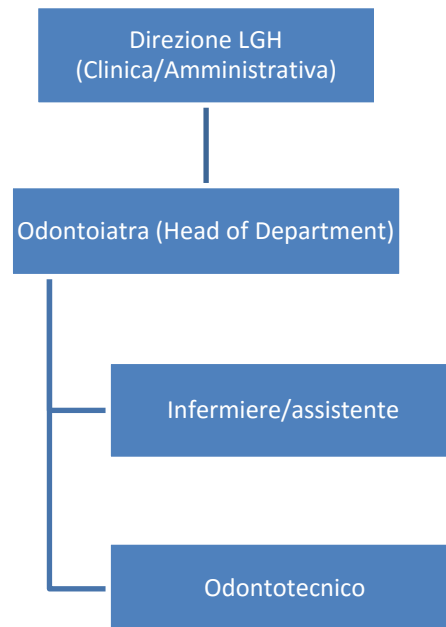 Direzione LGH
(Clinica/Amministrativa)
Odontoiatra (Head of Department)
Infermiere/assistente
Odontotecnico